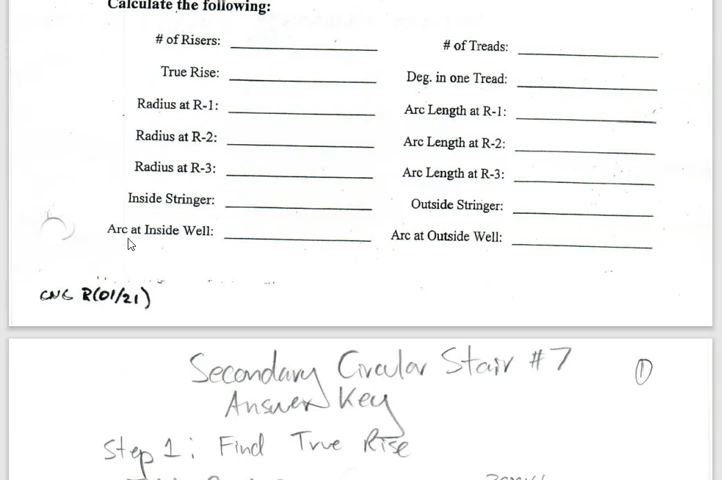 Calculate the following:
# of Risers:
# of Treads:
True Rise:
Deg. in one Tread:
Radius at R-1:
Arc Length at R-1:
Radius at R-2:
Arc Length at R-2:
Radius at R-3:
Arc Length at R-3:
Inside Stringer:
Outside Stringer:
Arc at Inside Well:
Arc at Outside Well:
CNC R(01/21)
Secondary Circular Stair #7
1
Answer Key
Step 1: Find True Rise